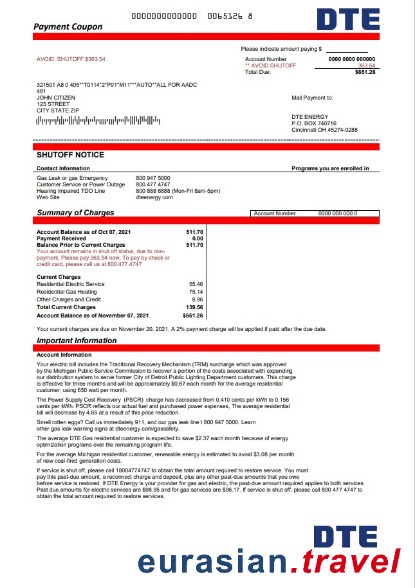 0000000000000 0065126 8
DTE
Payment Coupon
Please indicate amount paying $
AVOID SHUTOFF $363.54
Account Number 0000 0000 000000
** AVOID SHUTOFF 363.54
Total Due: $651.26
321501 A8 0 405**T0114*2*P01*M11***AUTO**ALL FOR AADC
481
JOHN CITIZEN
123 STREET
CITY STATE ZIP
Mail Payment to:
DTE ENERGY
P.O. BOX 740716
Cincinnati OH 45274-0288
SHUTOFF NOTICE
Contact Information Programs you are enrolled in
Gas Leak or gas Emergency 800 947 5000
Customer Service or Power Outage 800 477 4747
Hearing Impaired TDO Line 800 888 6888 (Mon-Fri 8am-5pm)
Web Site dteenergy.com
Summary of Charges
Account Number 0000 000 000 0
Account Balance as of Oct 07, 2021 511.70
Payment Received 0.00
Balance Prior to Current Charges 511.70
Your account remains in shut off status, due to non-
payment. Please pay 363.54 now. To pay by check or
credit card, please call us at 800.477.4747
Current Charges
Residential Electric Service 55.46
Residential Gas Heating 75.14
Other Charges and Credits 8.96
Total Current Charges 139.56
Account Balance as of November 07, 2021 $651.26
Your current charges are due on November 20, 2021. A 2% payment charge will be applied if paid after the due date.
Important Information
Account Information
Your electric bill includes the Traditional Recovery Mechanism (TRM) surcharge which was approved
by the Michigan Public Service Commission to recover a portion of the costs associated with expanding
our distribution system to serve former City of Detroit Public Lighting Department customers. This charge
is effective for three months and will be approximately $0.67 each month for the average residential
customer, using 650 watt per month.
The Power Supply Cost Recovery (PSCR) charge has decreased from 0.410 cents per kWh to 0.156
cents per kWh. PSCR reflects our actual fuel and purchased power expenses, The average residential
bill will decrease by 4.65 at a result of this price reduction.
Smell rotten eggs? Call us immediately 911, and our gas leak line 1 800 947 5000. Learn
other gas leak warning signs at dteenergy.com/gassafety.
The average DTE Gas residential customer is expected to save $2.37 each month because of energy
optimization programs over the remaining program life.
For the average Michigan residential customer, renewable energy is estimated to avoid $3.08 per month
of new coal-fired generation costs.
If service is shut off, please call 18004774747 to obtain the total amount required to restore service. You must
pay this past-due amount, a reconnect charge and deposit, plus any other past-due amounts that you owe
before service is restored. If DTE Energy is your provider for gas and electric, the past-due amount required applies to both services.
Past due amounts for electric services are $98.95 and for gas services are $96.17. If service is shut off, please call 800 477 4747 to
obtain the total amount required to restore services.
DTE
eurasian.travel